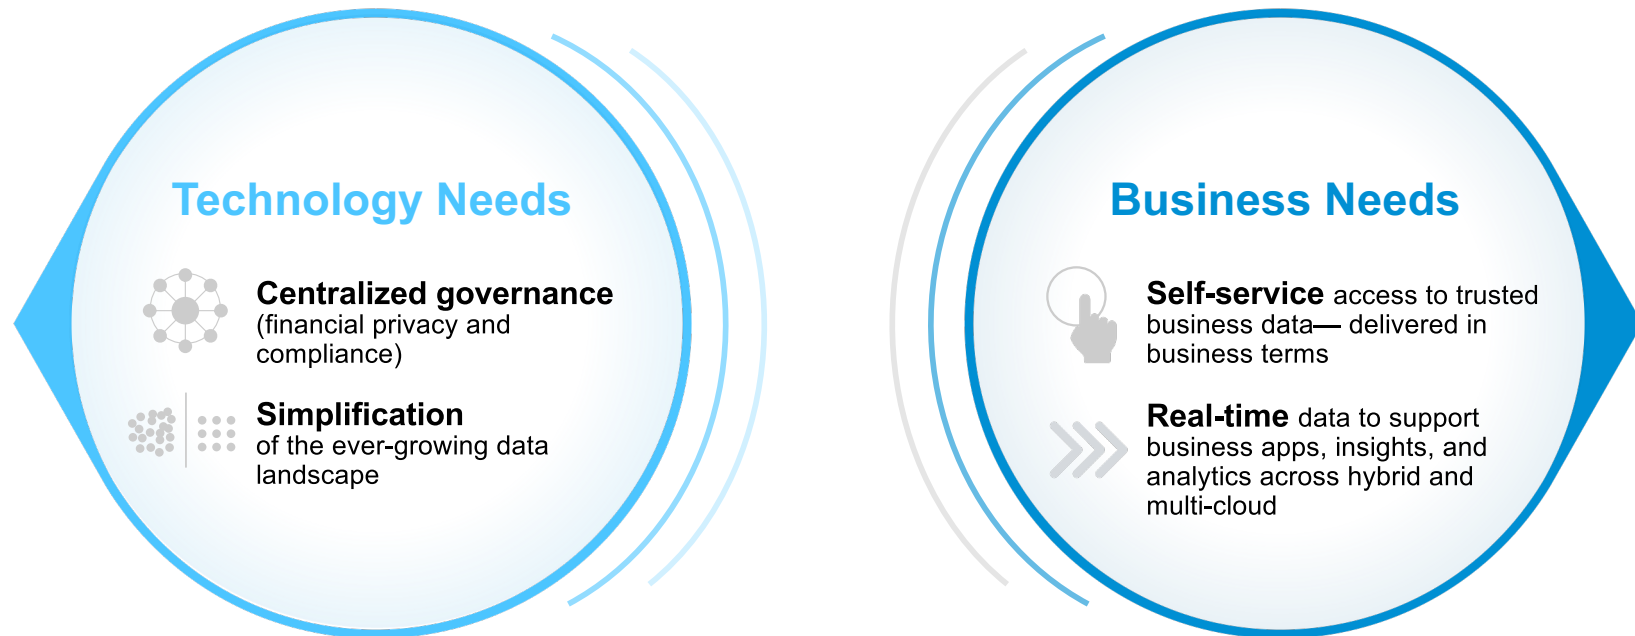 Technology Needs
Centralized governance
(financial privacy and
compliance)
Simplification
of the ever-growing data
landscape
Business Needs
Self-service access to trusted
business data— delivered in
business terms
Real-time data to support
business apps, insights, and
analytics across hybrid and
multi-cloud